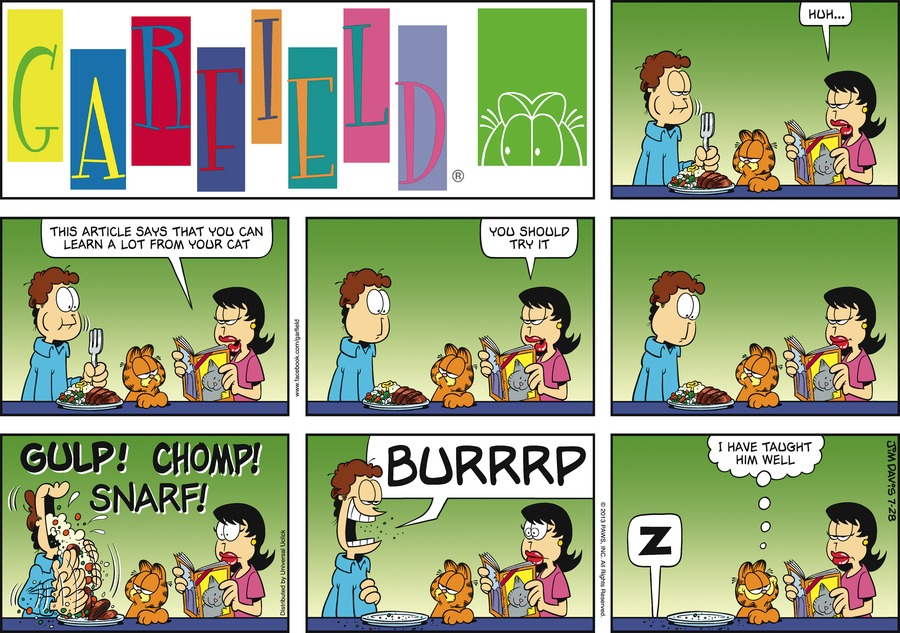 GARFIELD
®
HUH...
THIS ARTICLE SAYS THAT YOU CAN
LEARN A LOT FROM YOUR CAT
www.facebook.com/garfield
YOU SHOULD
TRY IT
GULP! CHOMP!
SNARF!
Distributed by Universal Uclick
BURRRP
© 2013 PAWS, INC. All Rights Reserved.
Z
I HAVE TAUGHT
HIM WELL
JIM DAVIS 7-28